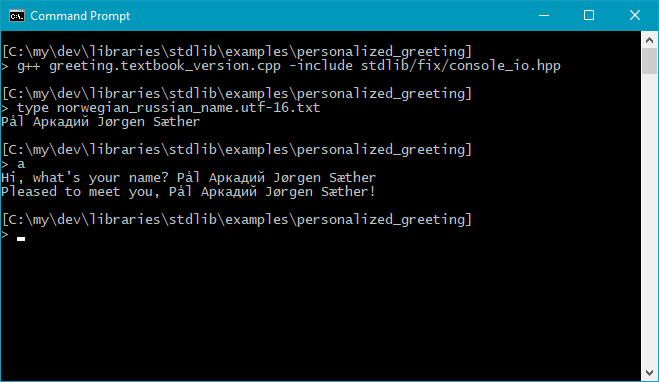 Command Prompt
[C:\my\dev\libraries\stdlib\examples\personalized_greeting]
> g++ greeting.textbook_version.cpp -include stdlib/fix/console_io.hpp
[C:\my\dev\libraries\stdlib\examples\personalized_greeting]
> type norwegian_russian_name.utf-16.txt
Pål Аркадий Jørgen Sæther
[C:\my\dev\libraries\stdlib\examples\personalized_greeting]
> a
Hi, what's your name? Pål Аркадий Jørgen Sæther
Pleased to meet you, Pål Аркадий Jørgen Sæther!
[C:\my\dev\libraries\stdlib\examples\personalized_greeting]
>